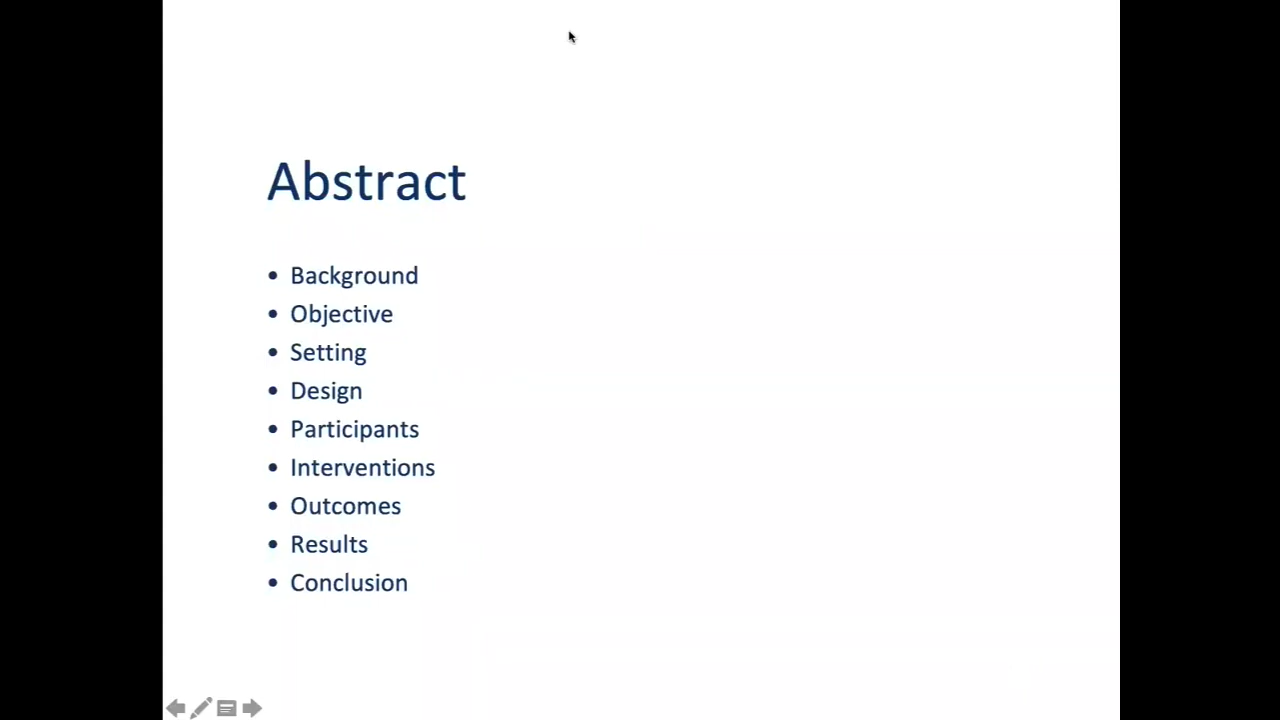 Abstract
• Background
• Objective
• Setting
• Design
• Participants
• Interventions
• Outcomes
• Results
• Conclusion